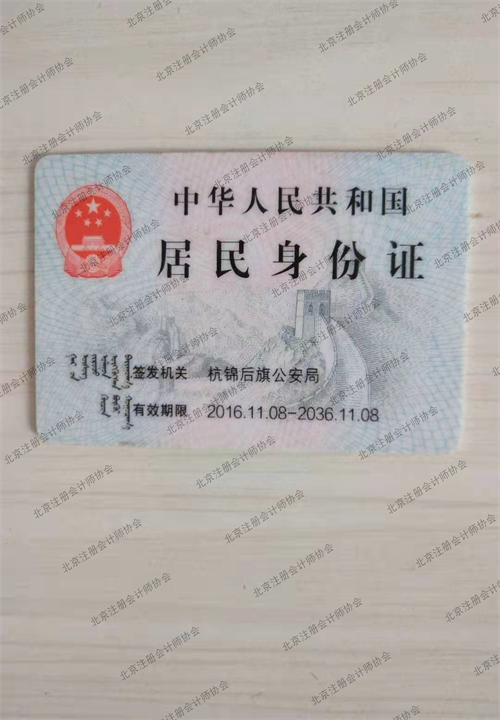 中华人民共和国
居民身份证
签发机关 杭锦后旗公安局
有效期限 2016.11.08-2036.11.08
北京注册会计师协会